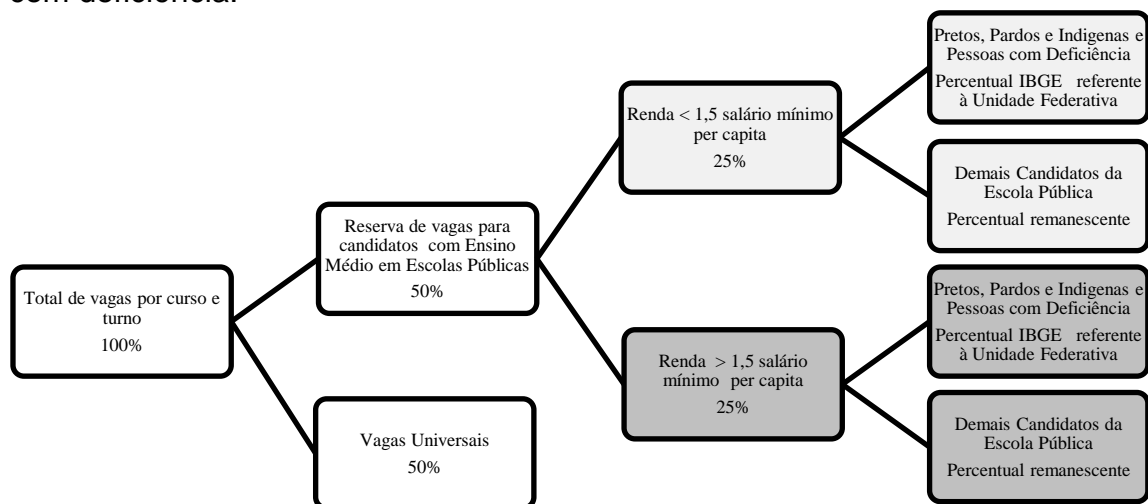 com deficiência.
Pretos, Pardos e Indigenas e
Pessoas com Deficiência
Percentual IBGE referente
à Unidade Federativa
Renda < 1,5 salário mínimo
per capita
25%
Demais Candidatos da
Escola Pública
Percentual remanescente
Reserva de vagas para
candidatos com Ensino
Médio em Escolas Públicas
50%
Total de vagas por curso e
turno
100%
Pretos, Pardos e Indigenas e
Pessoas com Deficiência
Percentual IBGE referente
à Unidade Federativa
Renda > 1,5 salário
mínimo per capita
25%
Demais Candidatos da
Escola Pública
Percentual remanescente
Vagas Universais
50%